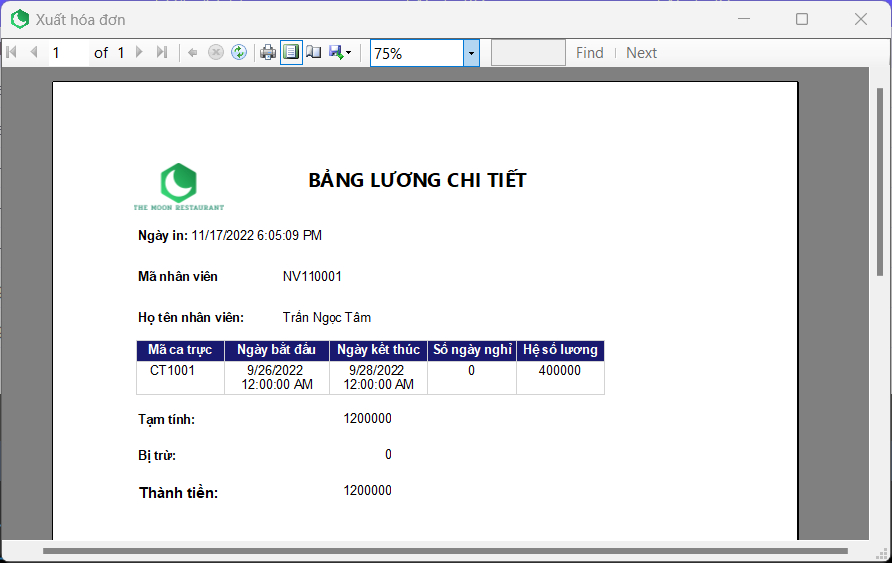 Xuất hóa đơn
1 of 1 75% Find Next
BẢNG LƯƠNG CHI TIẾT
THE MOON RESTAURANT
Ngày in: 11/17/2022 6:05:09 PM
Mã nhân viên NV110001
Họ tên nhân viên: Trần Ngọc Tâm
Mã ca trực Ngày bắt đầu Ngày kết thúc Số ngày nghỉ Hệ số lương
CT1001 9/26/2022 9/28/2022 0 400000
12:00:00 AM 12:00:00 AM
Tạm tính: 1200000
Bị trừ: 0
Thành tiền: 1200000